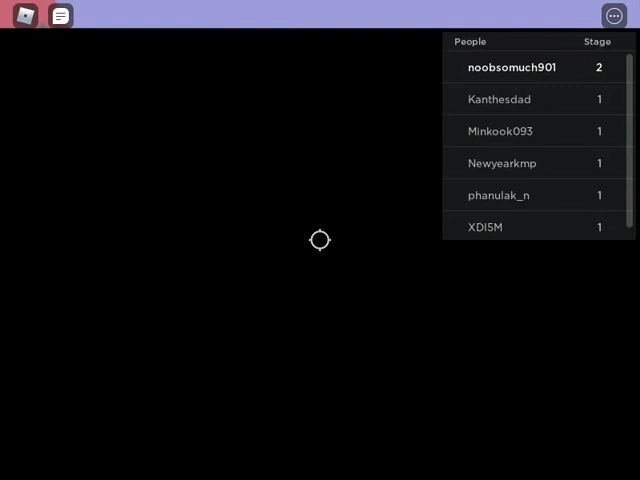 People Stage
noobsomuch901 2
Kanthesdad 1
Minkook093 1
Newyearkmp 1
phanulak_n 1
XDI5M 1